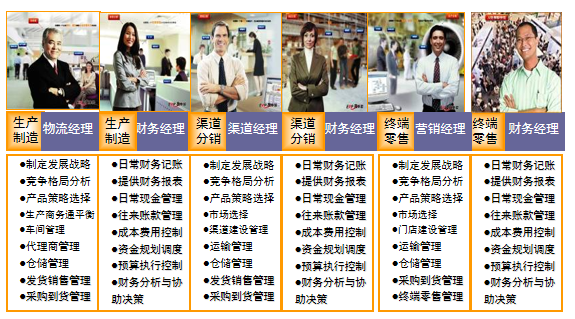 生产
制造
物流经理
生产
制造
财务经理
渠道
分销
渠道经理
渠道
分销
财务经理
终端
零售
营销经理
终端
零售
财务经理
●制定发展战略
●竞争格局分析
●产品策略选择
●生产商务通平衡
●车间管理
●代理商管理
●仓储管理
●发货销售管理
●采购到货管理
●日常财务记账
●提供财务报表
●日常现金管理
●往来账款管理
●成本费用控制
●资金规划调度
●预算执行控制
●财务分析与协
助决策
●制定发展战略
●竞争格局分析
●产品策略选择
●市场选择
●渠道建设管理
●运输管理
●仓储管理
●发货销售管理
●采购到货管理
●日常财务记账
●提供财务报表
●日常现金管理
●往来账款管理
●成本费用控制
●资金规划调度
●预算执行控制
●财务分析与协
助决策
●制定发展战略
●竞争格局分析
●产品策略选择
●市场选择
●门店建设管理
●运输管理
●仓储管理
●采购到货管理
●终端零售管理
●日常财务记账
●提供财务报表
●日常现金管理
●往来账款管理
●成本费用控制
●资金规划调度
●预算执行控制
●财务分析与协
助决策